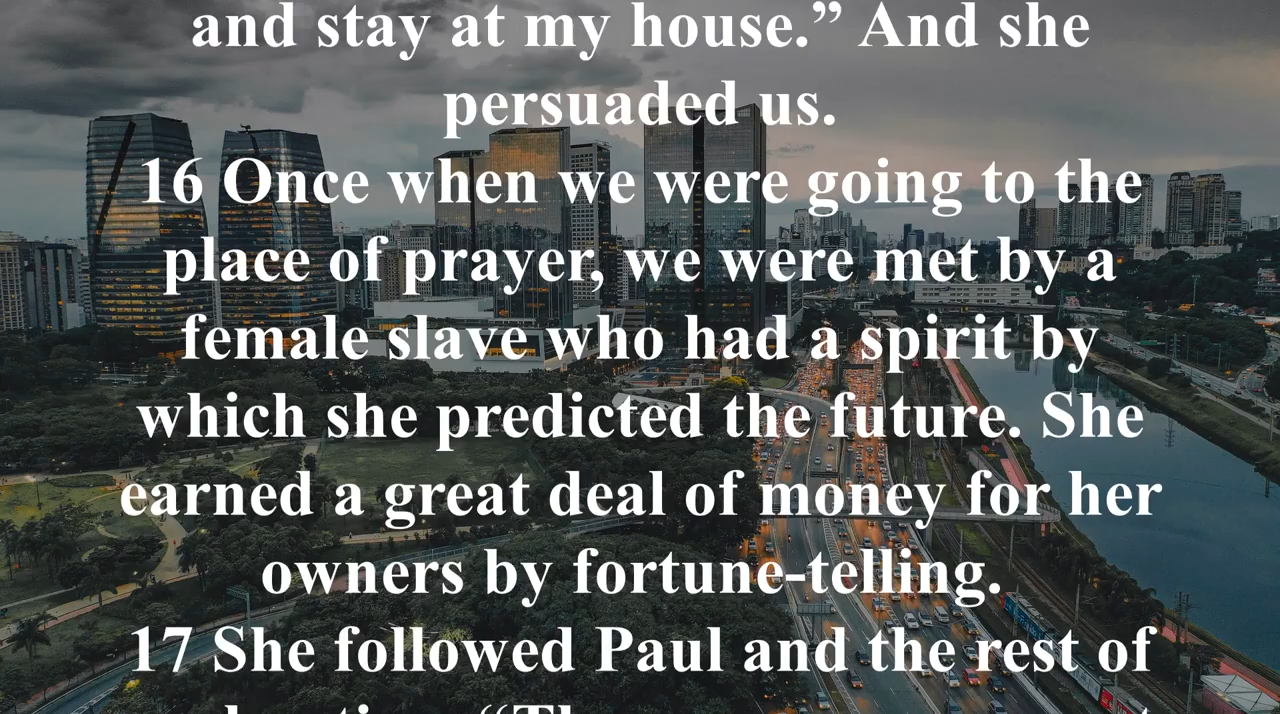 and stay at my house.” And she
persuaded us.
16 Once when we were going to the
place of prayer, we were met by a
female slave who had a spirit by
which she predicted the future. She
earned a great deal of money for her
owners by fortune-telling.
17 She followed Paul and the rest of